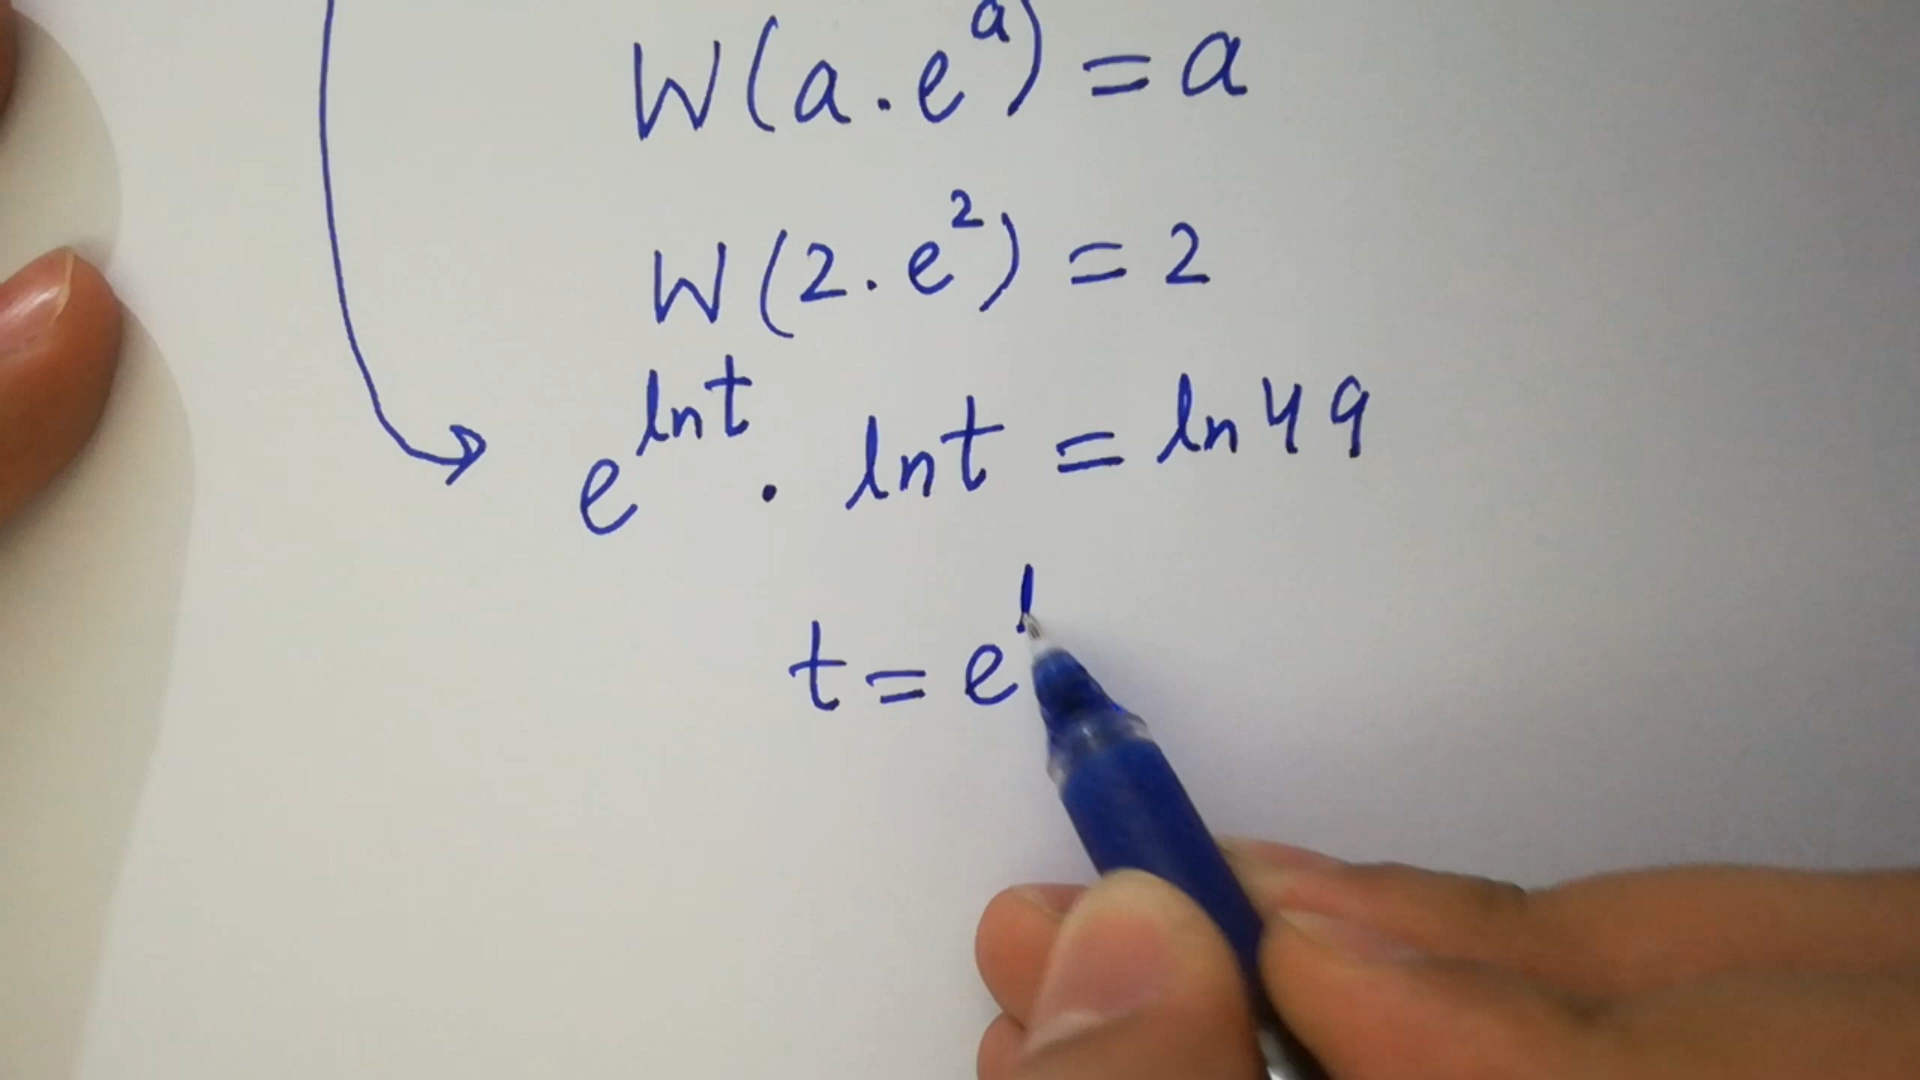 W(a.e^a) = a
W(2.e^2) = 2
e^lnt . lnt = ln49
t = e^l